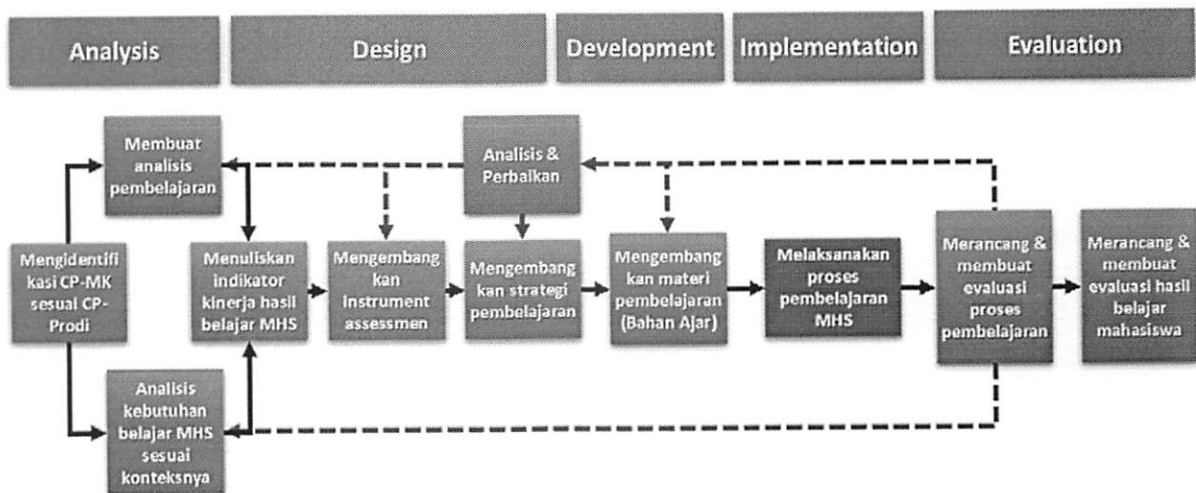 Analysis
Design
Development
Implementation
Evaluation
Membuat
analisis
pembelajaran
Analisis &
Perbaikan
Mengidentifi
kasi CP-MK
sesuai CP-
Prodi
Menuliskan
indikator
kinerja hasil
belajar MHS
Mengembang
kan
instrument
assessmen
Mengembang
kan strategi
pembelajaran
Mengembang
kan materi
pembelajaran
(Bahan Ajar)
Melaksanakan
proses
pembelajaran
MHS
Merancang &
membuat
evaluasi
proses
pembelajaran
Merancang &
membuat
evaluasi hasil
belajar
mahasiswa
Analisis
kebutuhan
belajar MHS
sesuai
konteksnya